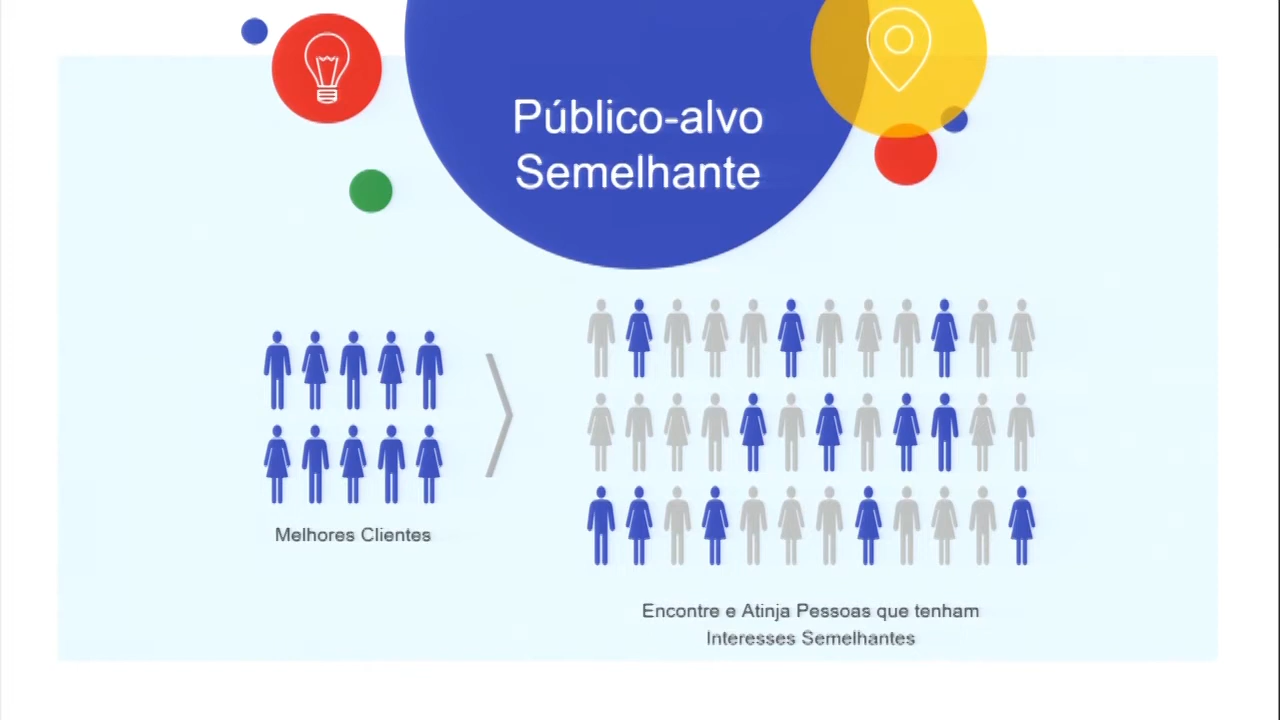 Público-alvo
Semelhante
Melhores Clientes
Encontre e Atinja Pessoas que tenham
Interesses Semelhantes